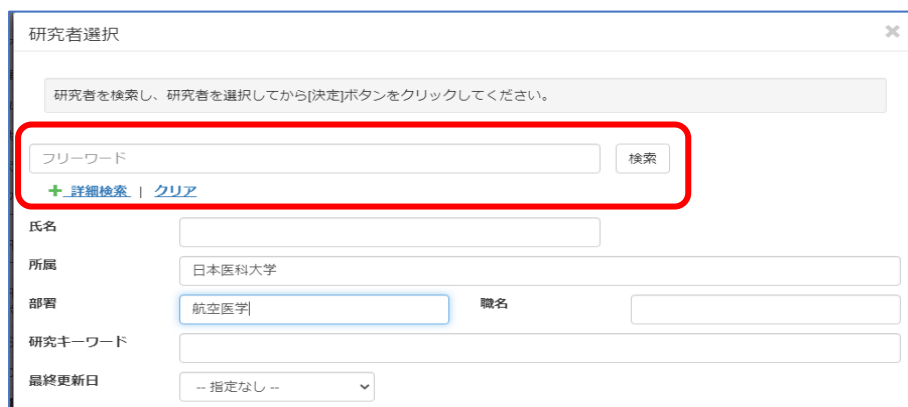 研究者選択 ×
研究者を検索し、研究者を選択してから[決定]ボタンをクリックしてください。
フリーワード 検索
+ 詳細検索 | クリア
氏名
所属 日本医科大学
部署 航空医学 職名
研究キーワード
最終更新日 -- 指定なし --